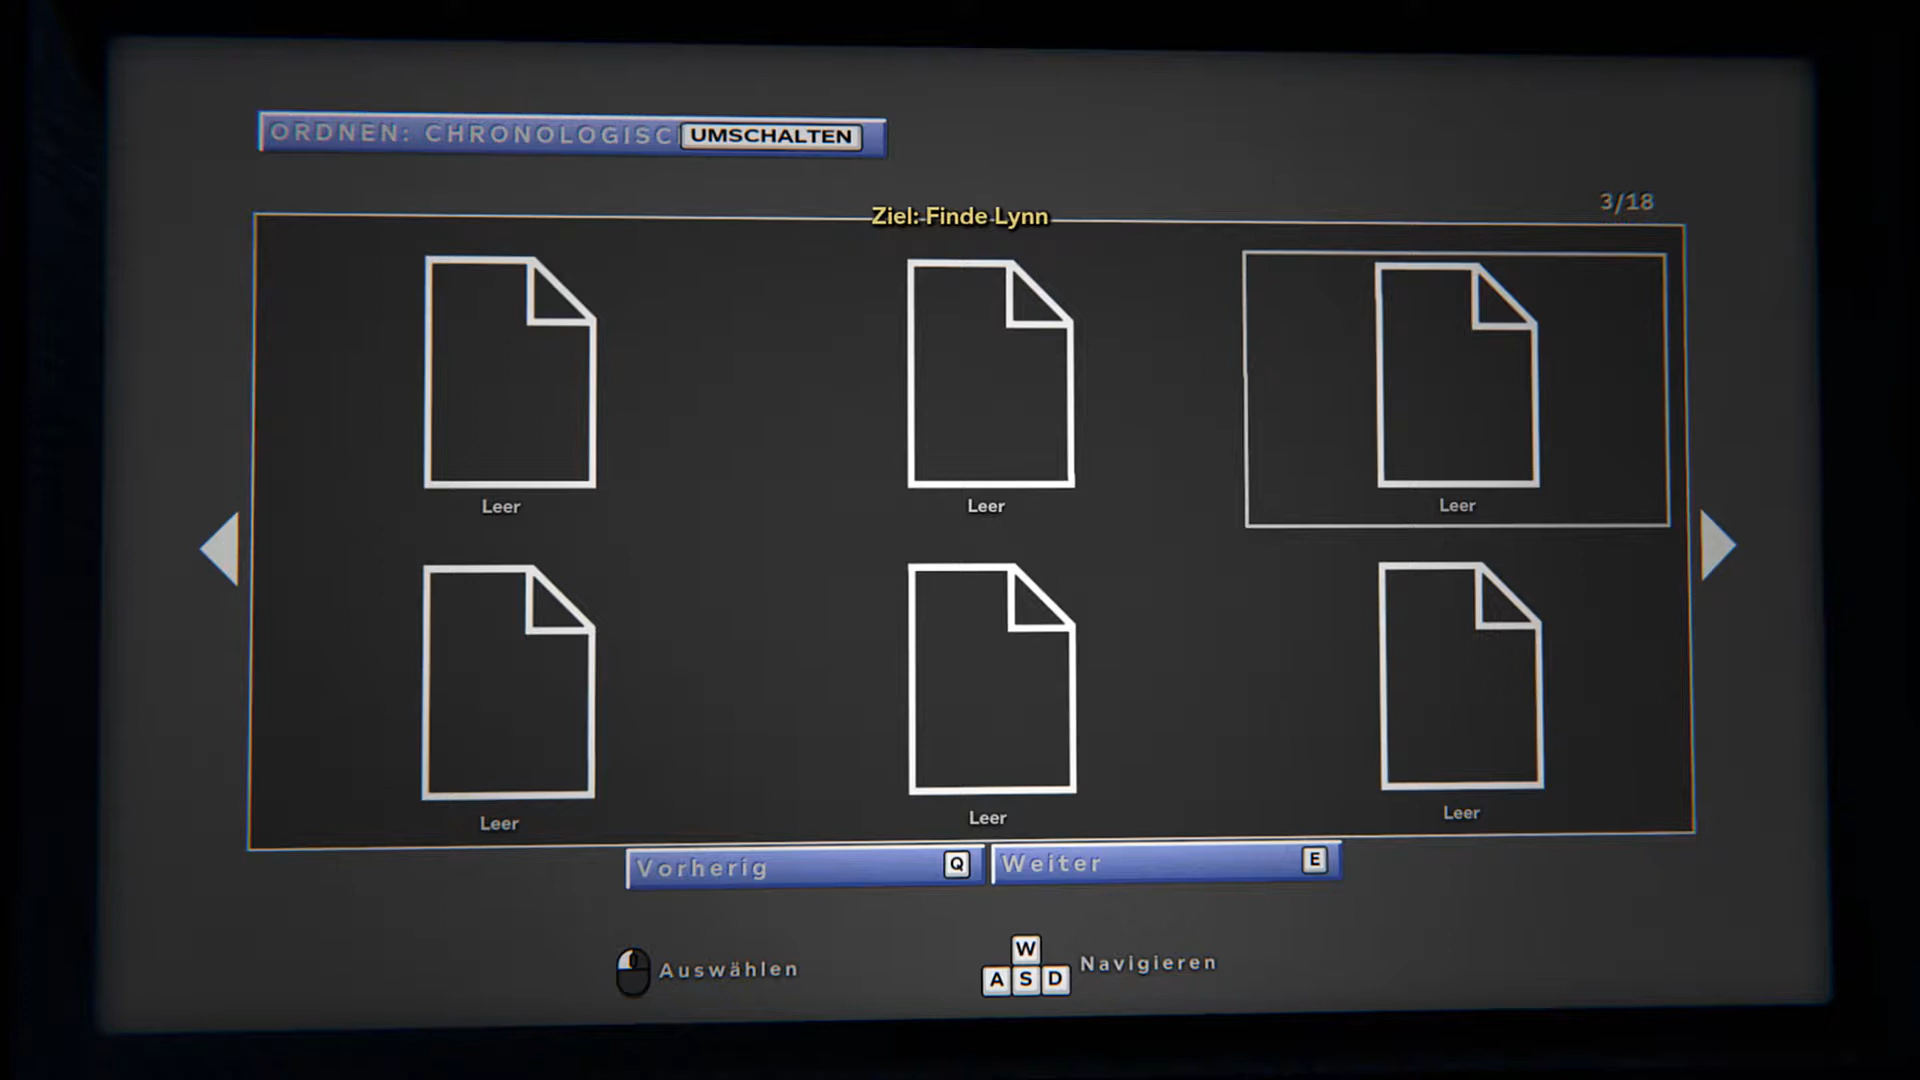 ORDNEN: CHRONOLOGISC UMSCHALTEN
3/18
Ziel: Finde Lynn
Leer Leer Leer
Leer Leer Leer
Vorherig Q Weiter E
Auswählen W A S D Navigieren